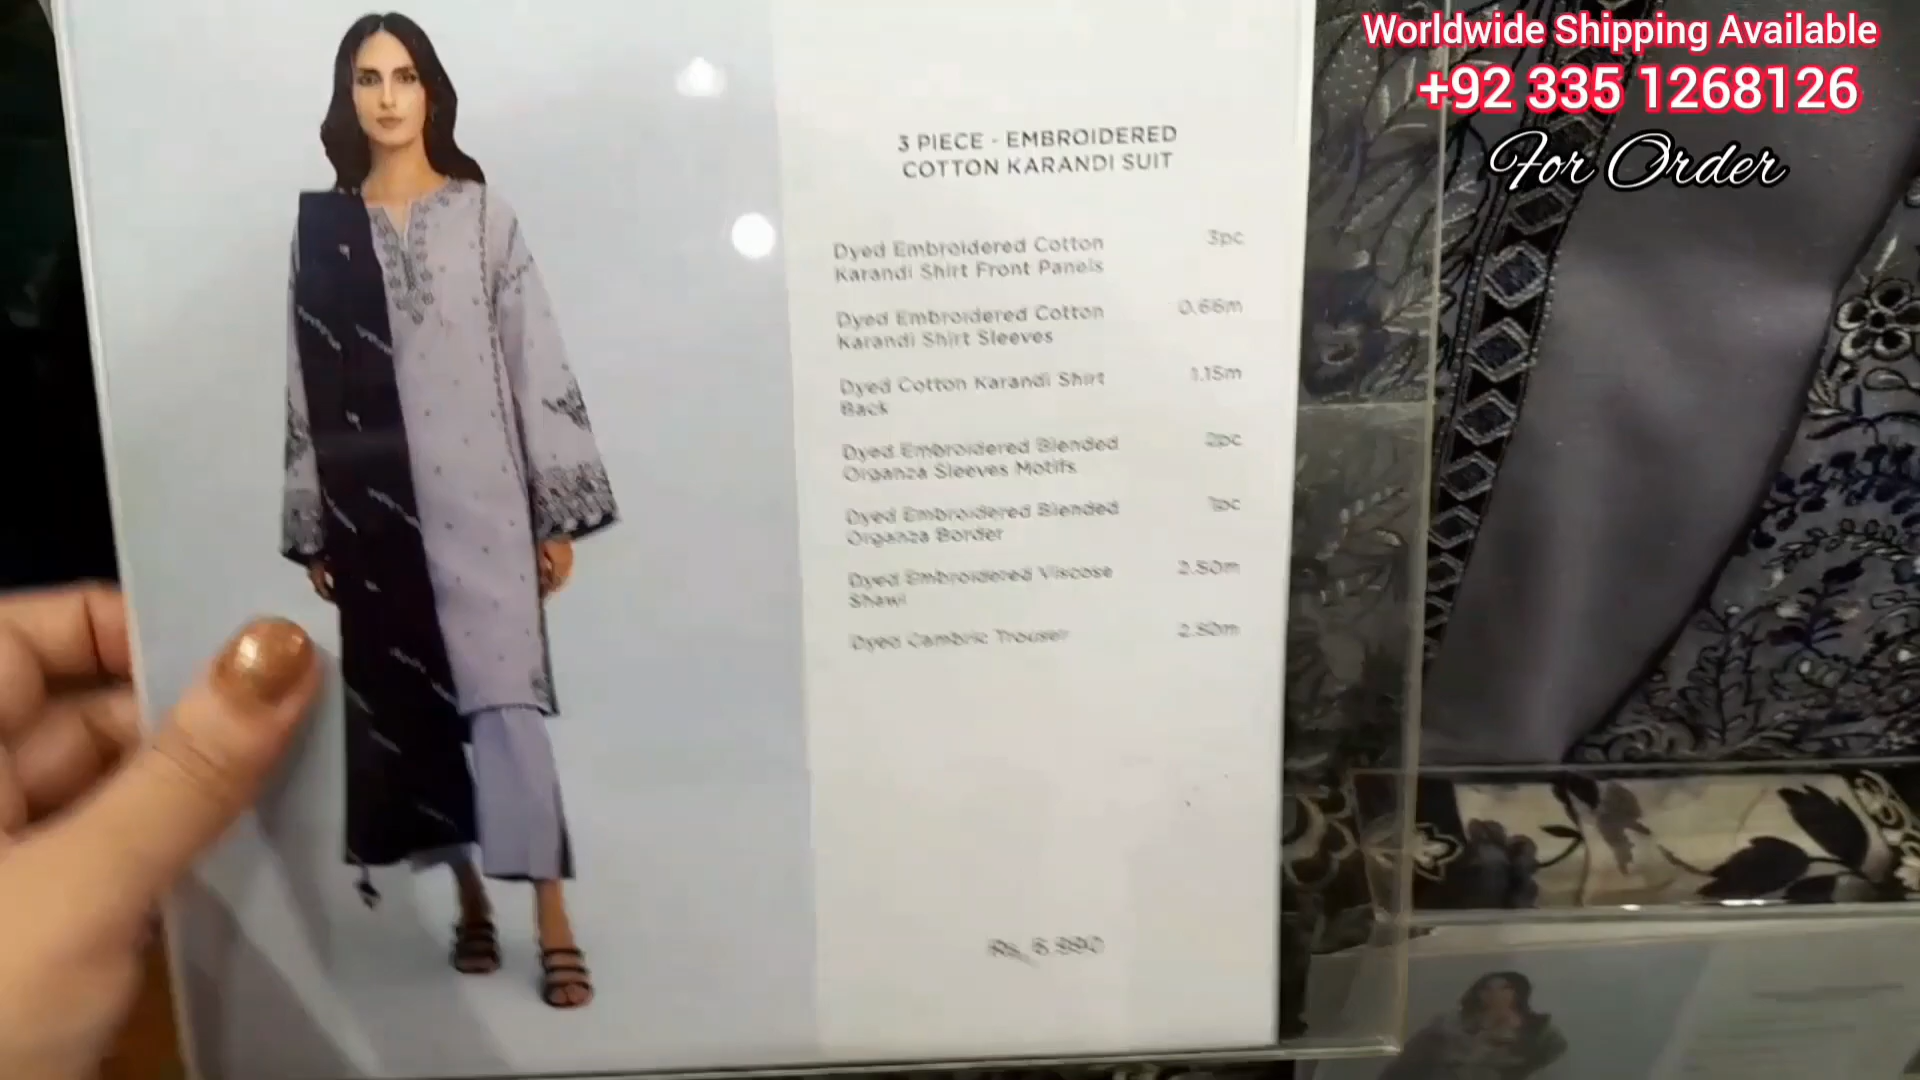 Worldwide Shipping Available
+92 335 1268126
For Order
3 PIECE - EMBROIDERED
COTTON KARANDI SUIT
Dyed Embroidered Cotton 3pc
Karandi Shirt Front Panels
Dyed Embroidered Cotton 0.66m
Karandi Shirt Sleeves
Dyed Cotton Karandi Shirt 1.15m
Back
Dyed Embroidered Blended 2pc
Organza Sleeves Motifs
Dyed Embroidered Blended 1pc
Organza Border
Dyed Embroidered Viscose 2.50m
Shawl
Dyed Cambric Trouser 2.50m
Rs.